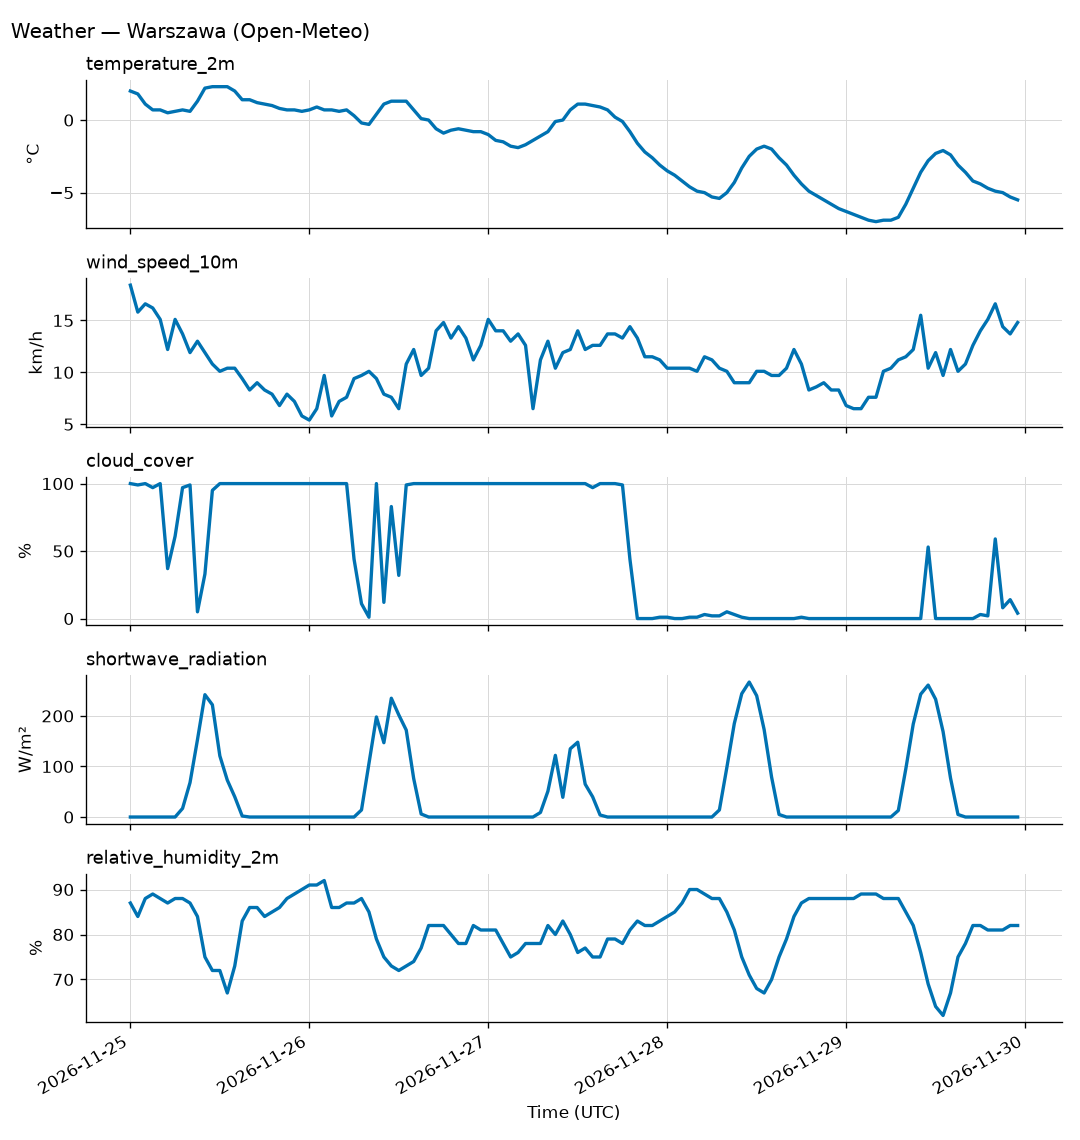 Weather — Warszawa (Open-Meteo)
temperature_2m
0
°C
−5
wind_speed_10m
15
km/h
10
5
cloud_cover
100
%
50
0
shortwave_radiation
200
W/m²
100
0
relative_humidity_2m
90
80
%
70
2026-11-25 2026-11-26 2026-11-27 2026-11-28 2026-11-29 2026-11-30
Time (UTC)